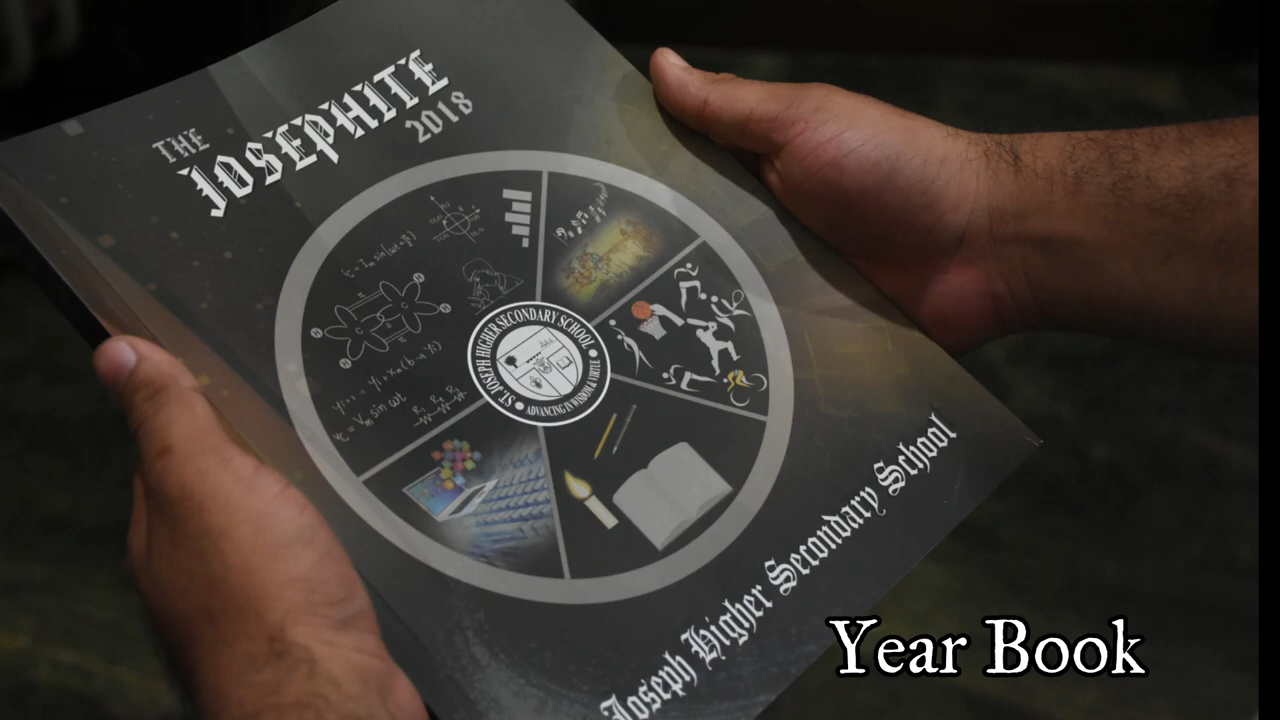 THE
JOSEPHITE
2018
ST. JOSEPH HIGHER SECONDARY SCHOOL
ADVANCING IN WISDOM & VIRTUE
Joseph Higher Secondary School
Year Book